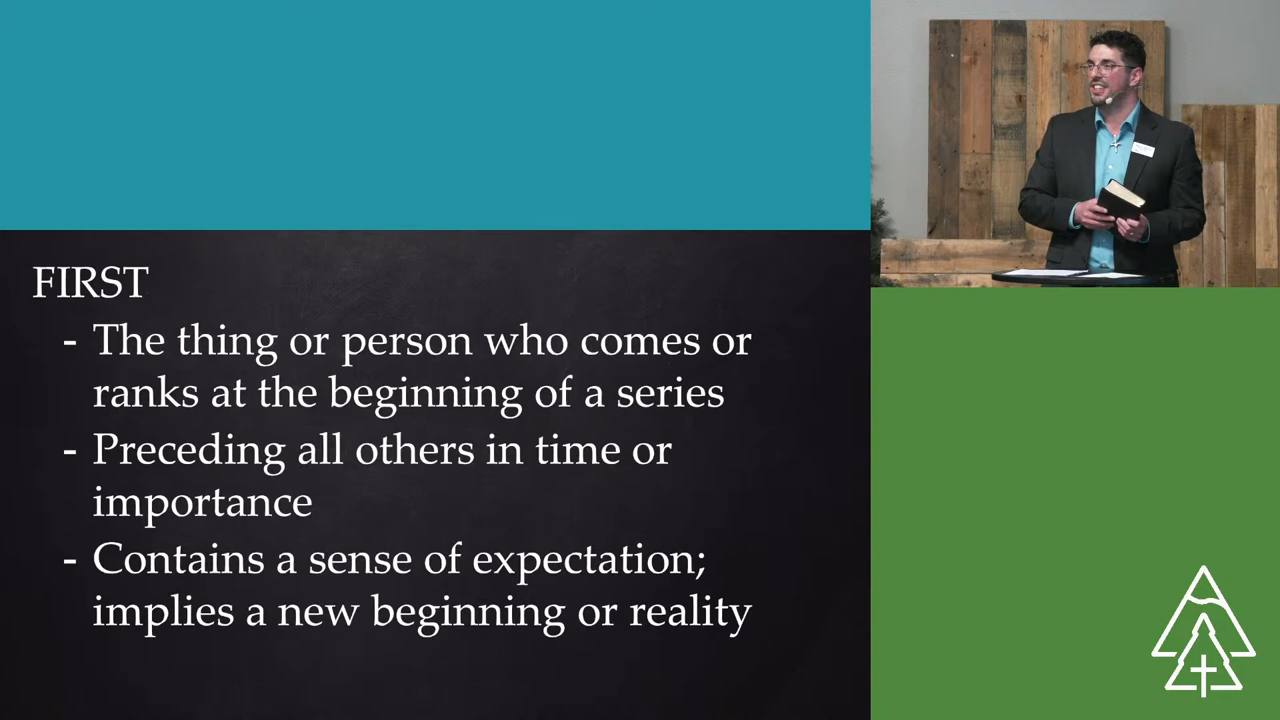 FIRST
- The thing or person who comes or
ranks at the beginning of a series
- Preceding all others in time or
importance
- Contains a sense of expectation;
implies a new beginning or reality